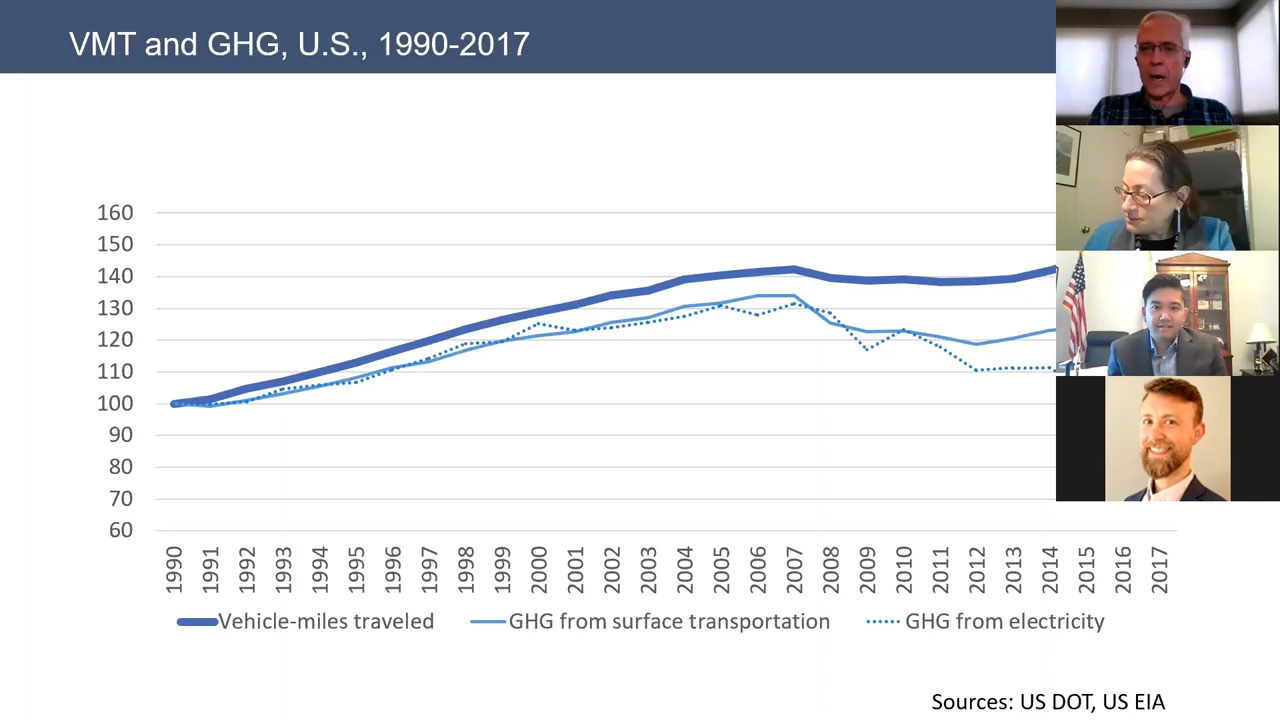 VMT and GHG, U.S., 1990-2017
160
150
140
130
120
110
100
90
80
70
60
1990 1991 1992 1993 1994 1995 1996 1997 1998 1999 2000 2001 2002 2003 2004 2005 2006 2007 2008 2009 2010 2011 2012 2013 2014 2015 2016 2017
Vehicle-miles traveled GHG from surface transportation GHG from electricity
Sources: US DOT, US EIA